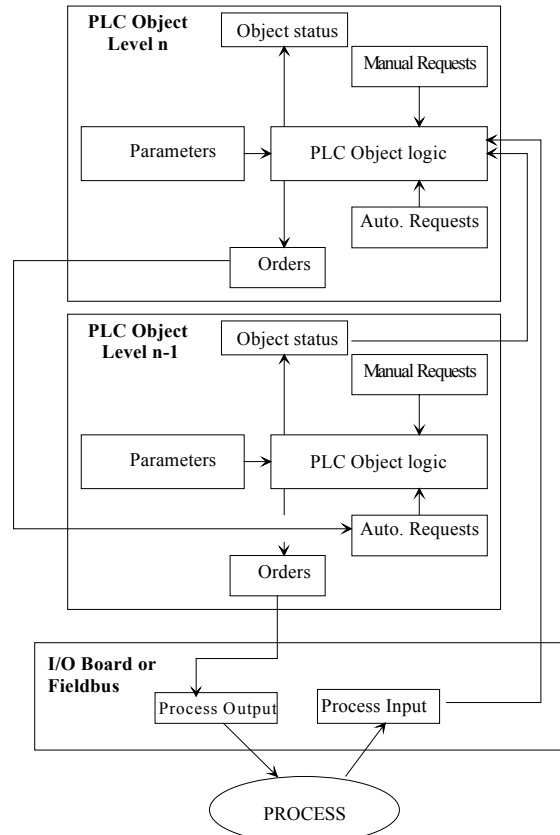 PLC Object
Level n
Object status
Manual Requests
Parameters
PLC Object logic
Auto. Requests
Orders
PLC Object
Level n-1
Object status
Manual Requests
Parameters
PLC Object logic
Auto. Requests
Orders
I/O Board or
Fieldbus
Process Output
Process Input
PROCESS